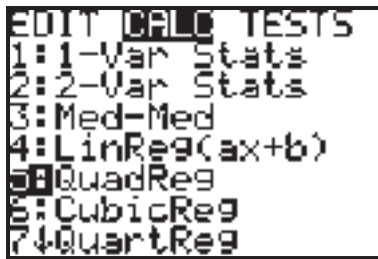 EDIT CALC TESTS
1:1-Var Stats
2:2-Var Stats
3:Med-Med
4:LinReg(ax+b)
5:QuadReg
6:CubicReg
7↓QuartReg